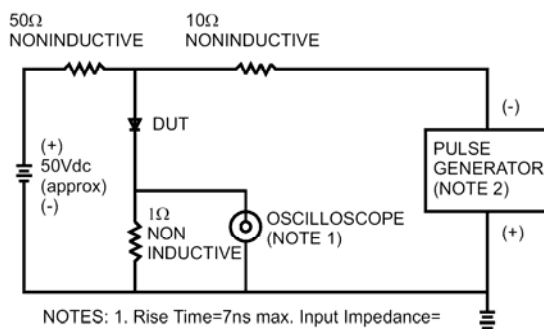 50Ω
NONINDUCTIVE
10Ω
NONINDUCTIVE
(+)
50Vdc
(approx)
(-)
DUT
1Ω
NON
INDUCTIVE
OSCILLOSCOPE
(NOTE 1)
(-)
PULSE
GENERATOR
(NOTE 2)
(+)
NOTES: 1. Rise Time=7ns max. Input Impedance=